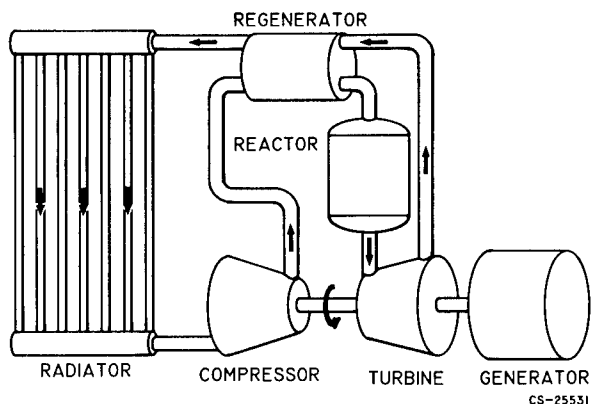 REGENERATOR
REACTOR
RADIATOR
COMPRESSOR
TURBINE
GENERATOR
CS-25531